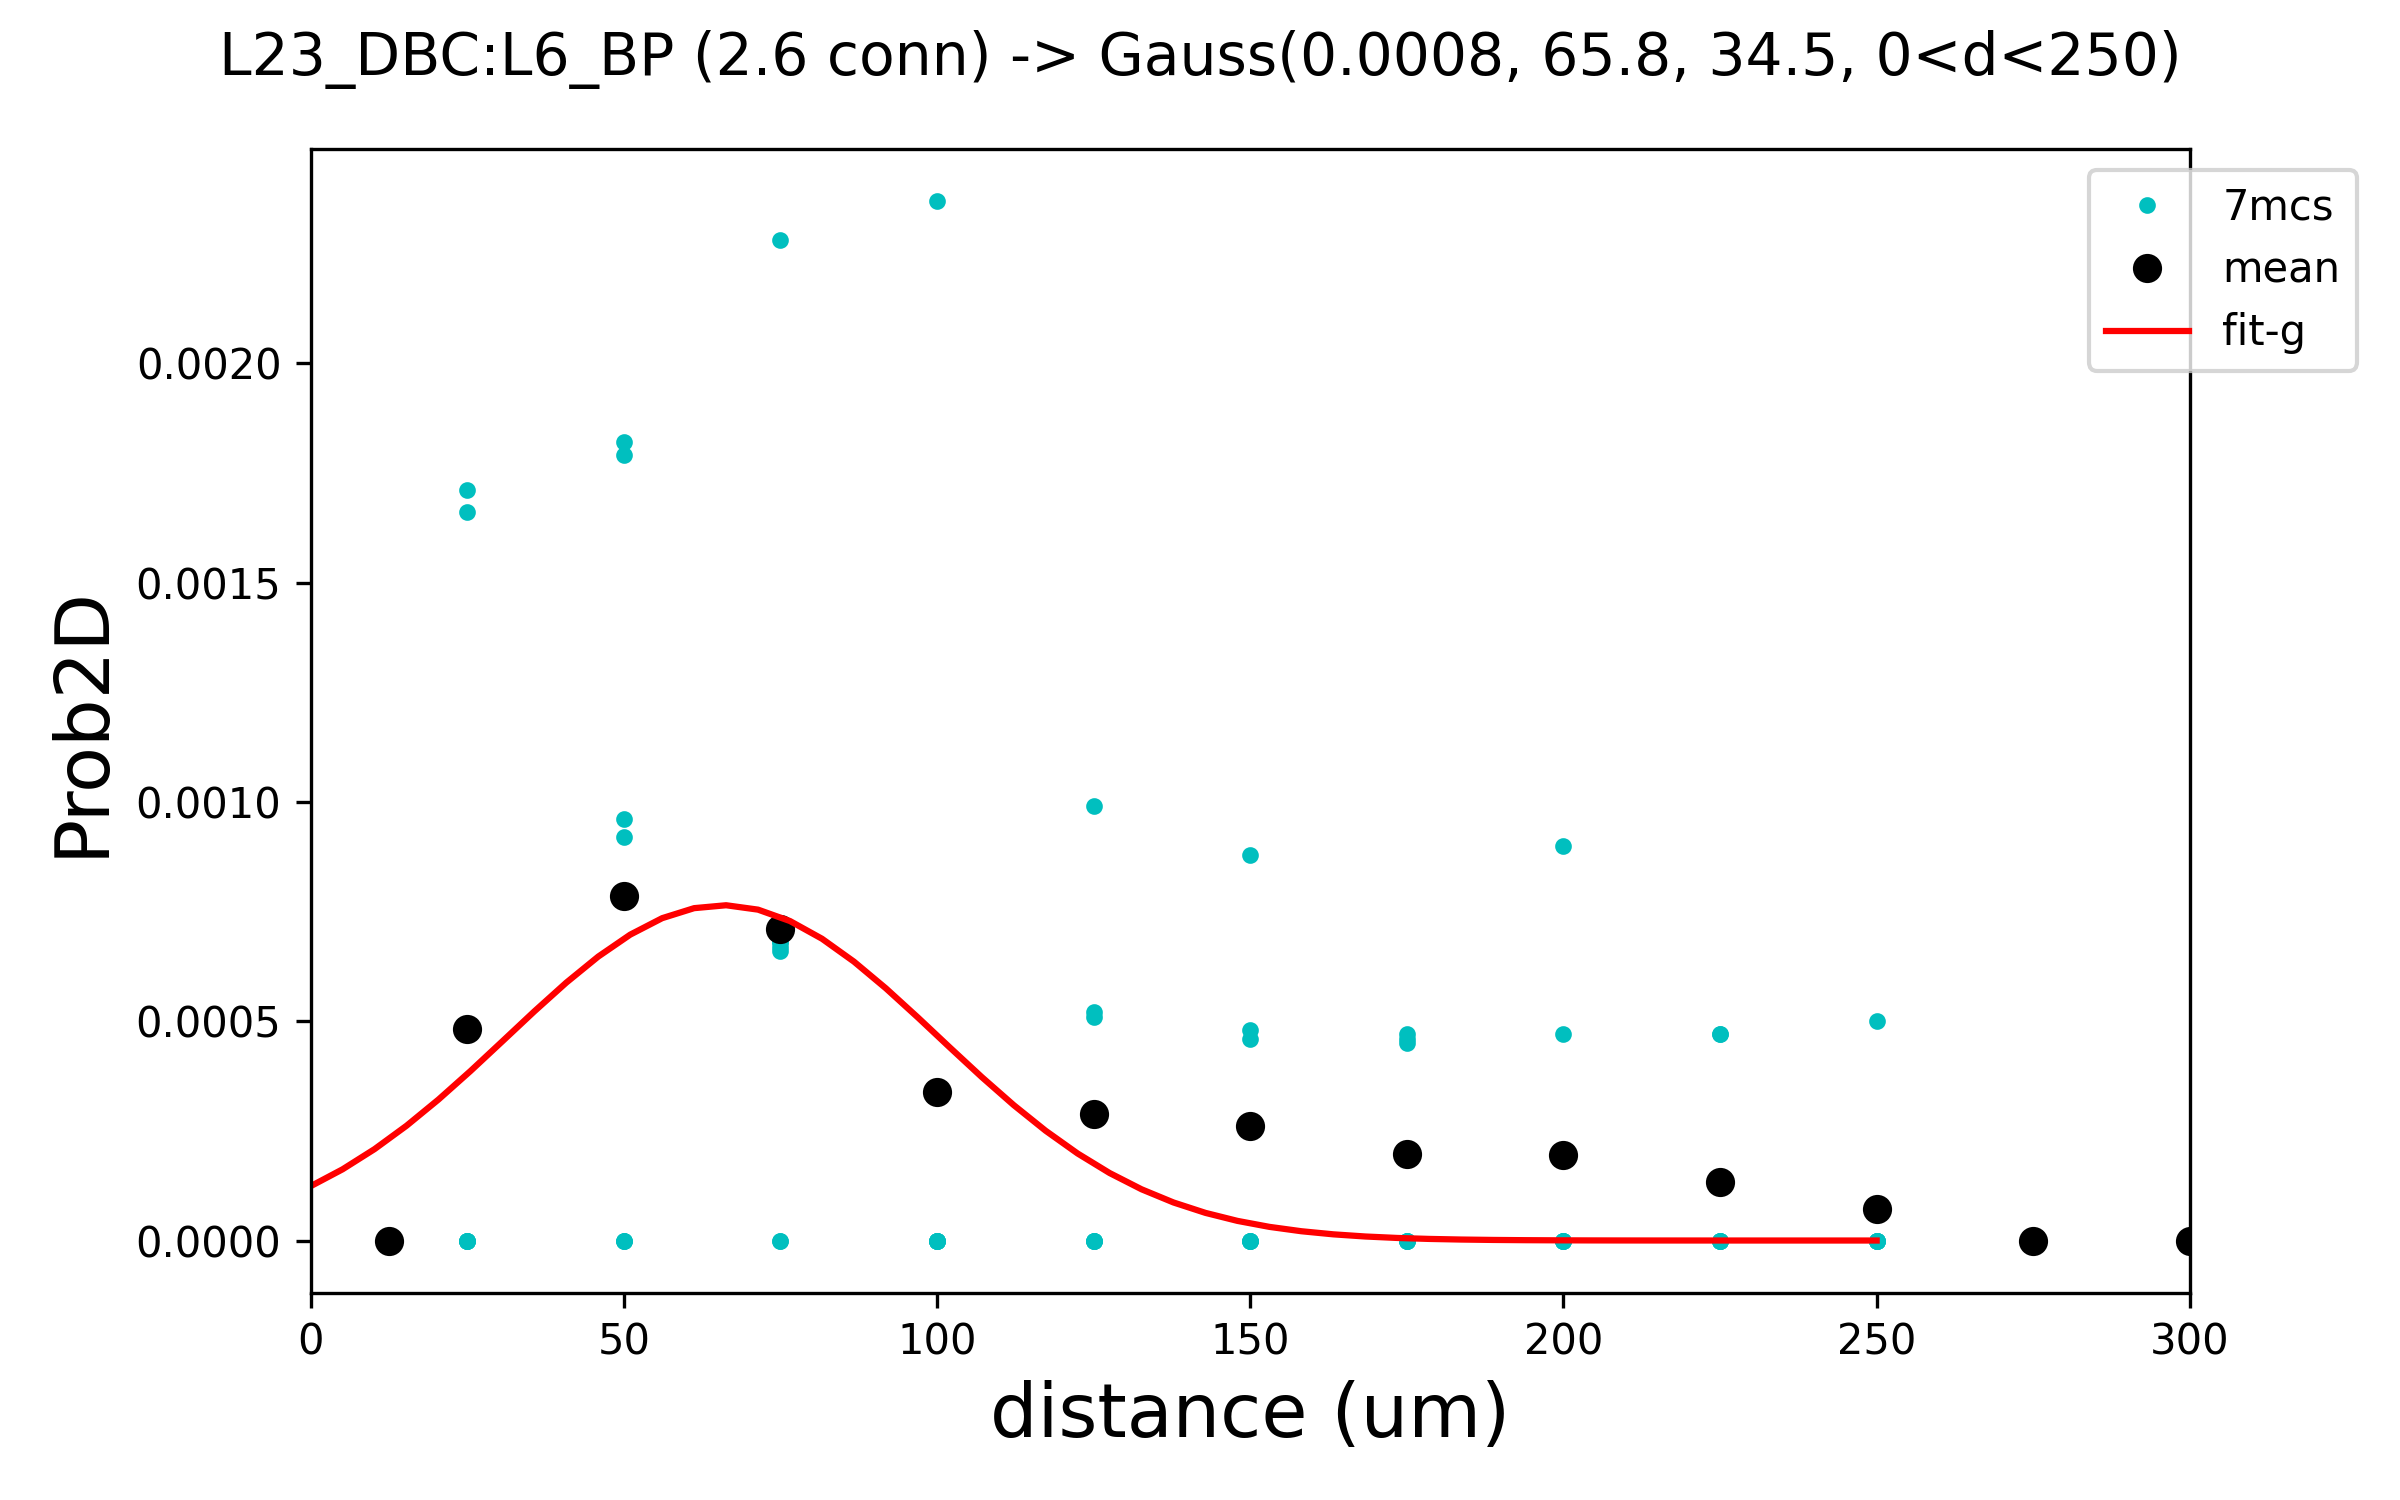 L23_DBC:L6_BP (2.6 conn) -> Gauss(0.0008, 65.8, 34.5, 0<d<250)
7mcs
mean
fit-g
Prob2D
0.0020
0.0015
0.0010
0.0005
0.0000
0 50 100 150 200 250 300
distance (um)